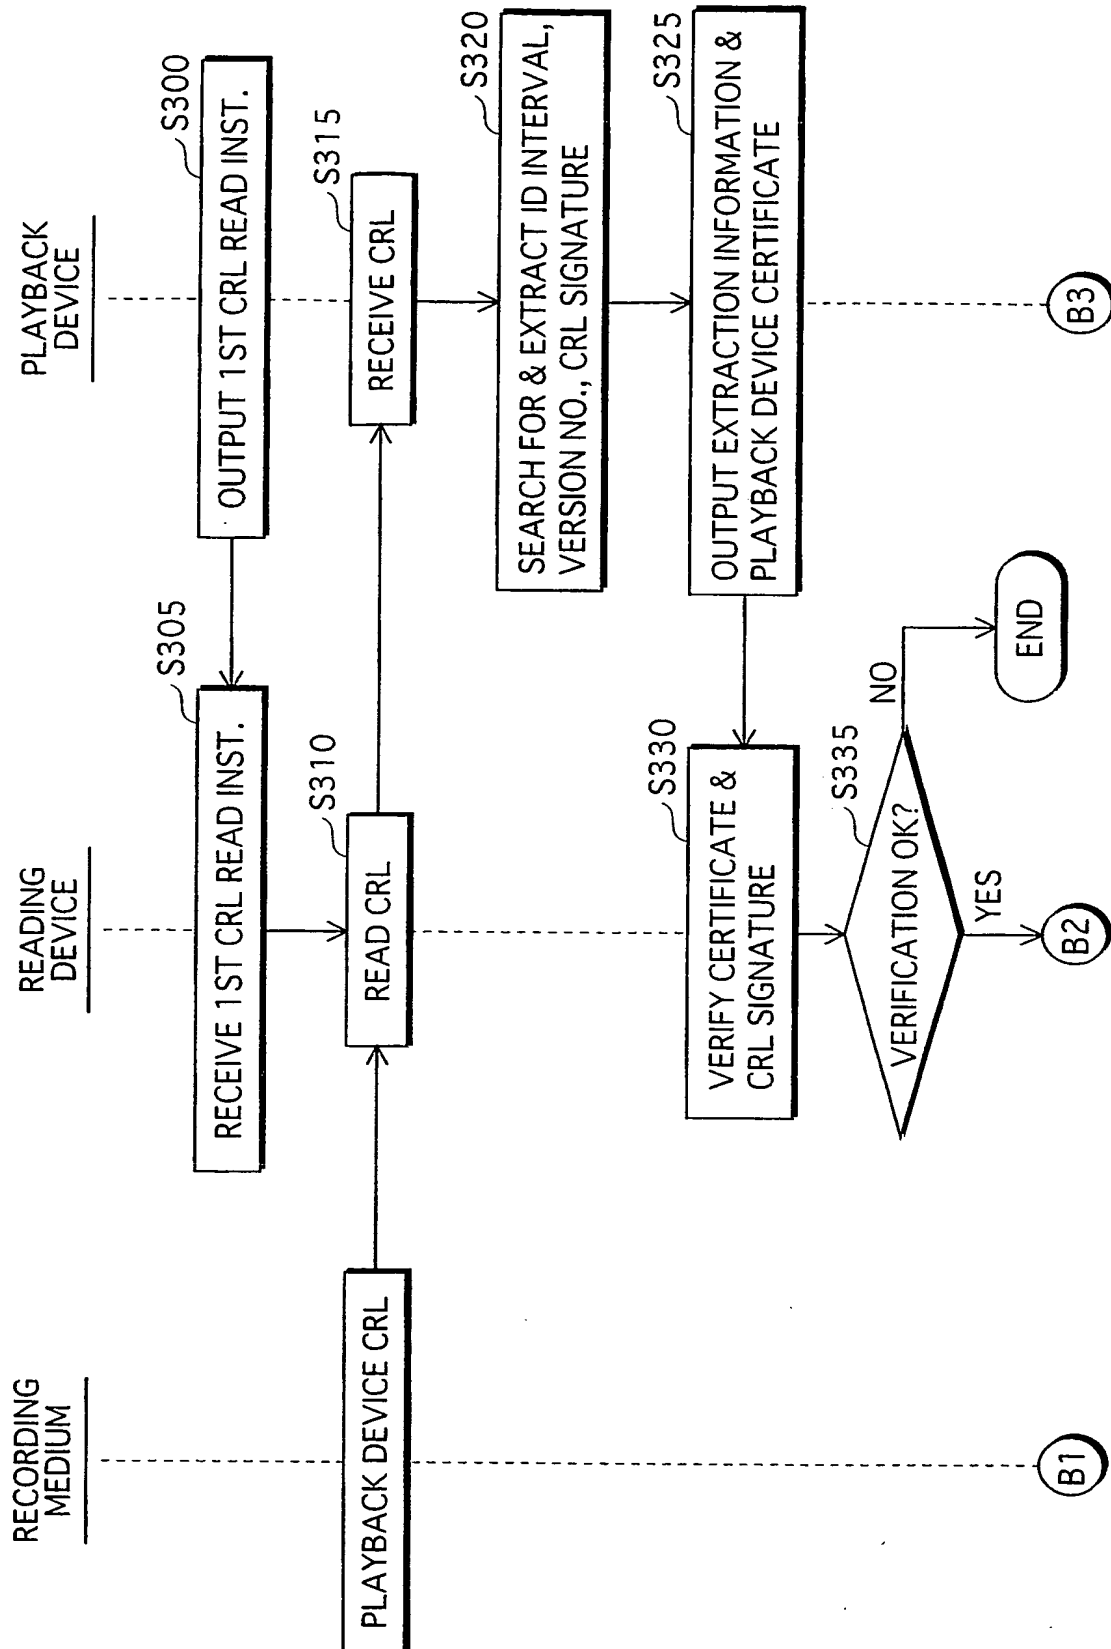 RECORDING
MEDIUM
READING
DEVICE
PLAYBACK
DEVICE
S300
OUTPUT 1ST CRL READ INST.
S305
RECEIVE 1ST CRL READ INST.
PLAYBACK DEVICE CRL
S310
READ CRL
S315
RECEIVE CRL
S320
SEARCH FOR & EXTRACT ID INTERVAL,
VERSION NO., CRL SIGNATURE
S325
OUTPUT EXTRACTION INFORMATION &
PLAYBACK DEVICE CERTIFICATE
S330
VERIFY CERTIFICATE &
CRL SIGNATURE
S335
VERIFICATION OK?
NO
YES
END
B1
B2
B3